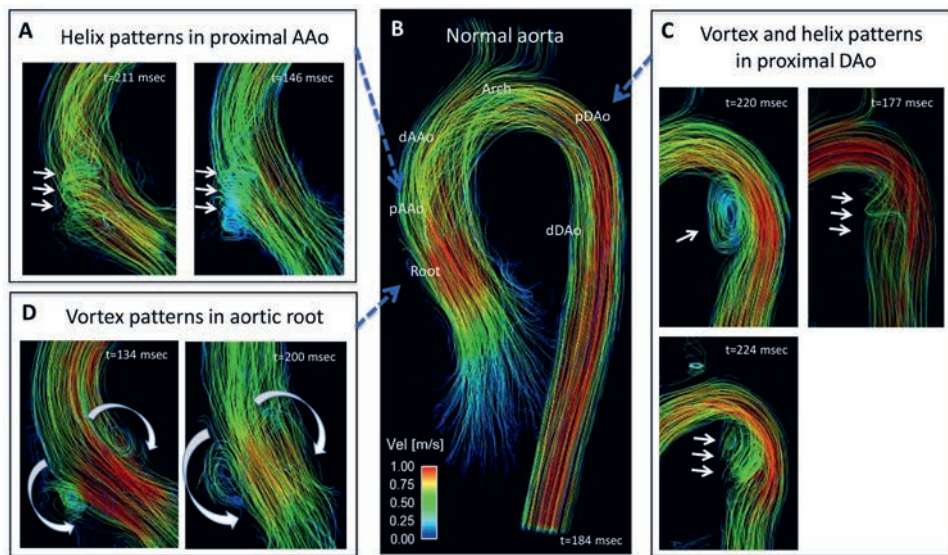 A
Helix patterns in proximal AAo
t=211 msec
t=146 msec
B
Normal aorta
Arch
pDAo
dAAo
pAAo
dDAo
Root
Vel [m/s]
1.00
0.75
0.50
0.25
0.00
t=184 msec
C
Vortex and helix patterns
in proximal DAo
t=220 msec
t=177 msec
t=224 msec
D
Vortex patterns in aortic root
t=134 msec
t=200 msec